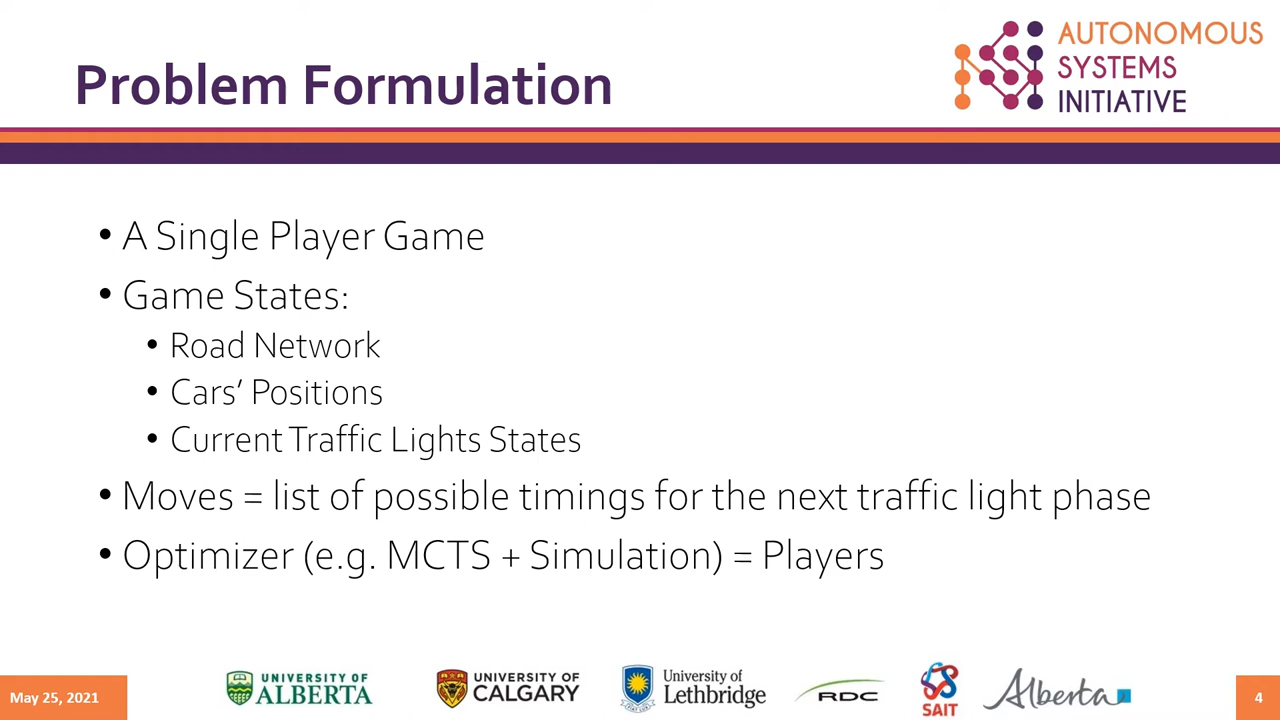 Problem Formulation
AUTONOMOUS
SYSTEMS
INITIATIVE
• A Single Player Game
• Game States:
• Road Network
• Cars’ Positions
• Current Traffic Lights States
• Moves = list of possible timings for the next traffic light phase
• Optimizer (e.g. MCTS + Simulation) = Players
May 25, 2021
UNIVERSITY OF
ALBERTA
UNIVERSITY OF
CALGARY
University of
Lethbridge
RDC
SAIT
Alberta
4